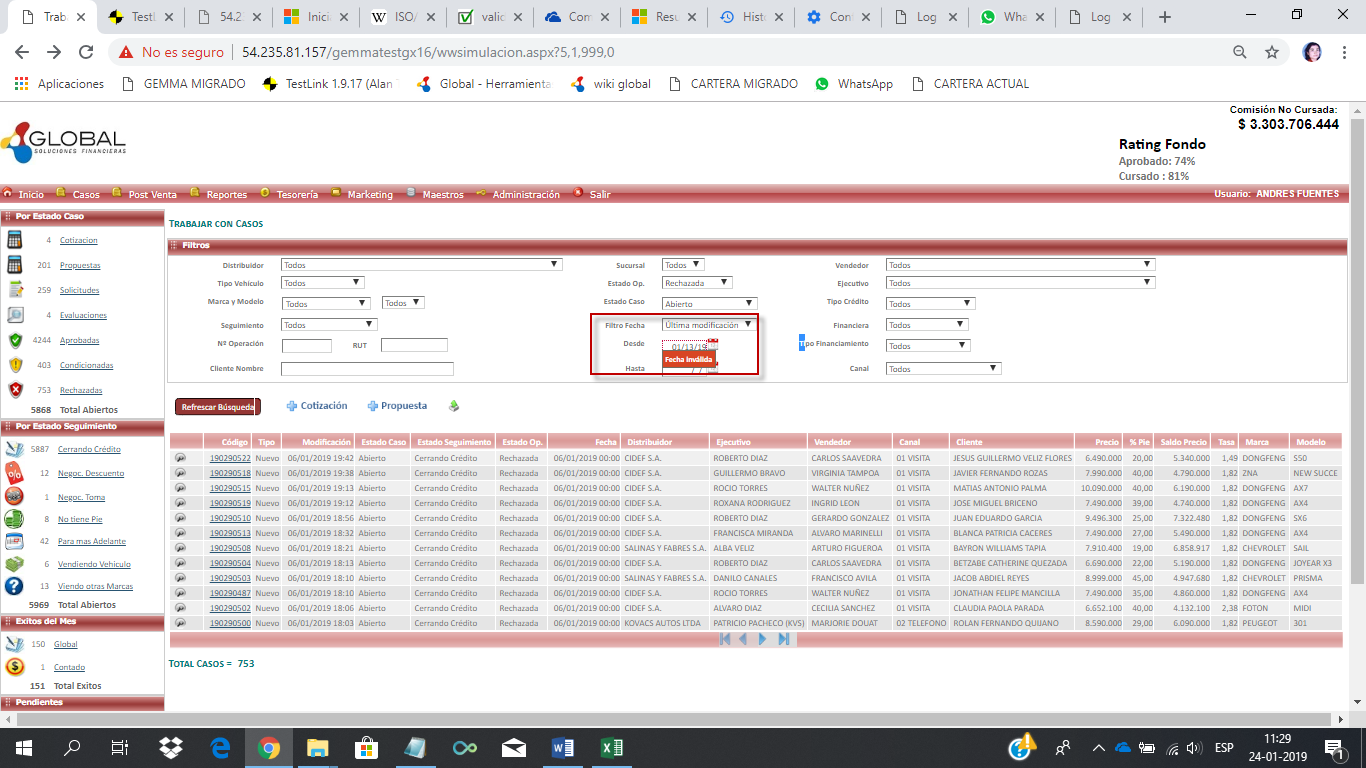 Traba
TestL
54.2
Inicia
ISO/
valid
Com
Resu
Histo
Conf
Log
Wha
Log
No es seguro | 54.235.81.157/gemmatestgx16/wwsimulacion.aspx?5,1,999,0
Aplicaciones GEMMA MIGRADO TestLink 1.9.17 (Alan Global - Herramienta wiki global CARTERA MIGRADO WhatsApp CARTERA ACTUAL
Comisión No Cursada:
$ 3.303.706.444
GLOBAL
SOLUCIONES FINANCIERAS
Rating Fondo
Aprobado: 74%
Cursado : 81%
Inicio Casos Post Venta Reportes Tesorería Marketing Maestros Administración Salir Usuario: ANDRES FUENTES
Por Estado Caso
4 Cotizacion
201 Propuestas
259 Solicitudes
4 Evaluaciones
4244 Aprobadas
403 Condicionadas
753 Rechazadas
5868 Total Abiertos
Por Estado Seguimiento
5887 Cerrando Crédito
12 Negoc. Descuento
1 Negoc. Toma
8 No tiene Pie
42 Para mas Adelante
6 Vendiendo Vehiculo
13 Viendo otras Marcas
5969 Total Abiertos
Exitos del Mes
150 Global
1 Contado
151 Total Exitos
Pendientes
TRABAJAR CON CASOS
Filtros
Distribuidor Todos Sucursal Todos Vendedor Todos
Tipo Vehículo Todos Estado Op. Rechazada Ejecutivo Todos
Marca y Modelo Todos Todos Estado Caso Abierto Tipo Crédito Todos
Seguimiento Todos Filtro Fecha Última modificación Financiera Todos
Nº Operación RUT Desde 01/13/19 Tipo Financiamiento Todos
Fecha Inválida
Cliente Nombre Hasta / / Canal Todos
Refrescar Búsqueda Cotización Propuesta
Código Tipo Modificación Estado Caso Estado Seguimiento Estado Op. Fecha Distribuidor Ejecutivo Vendedor Canal Cliente Precio % Pie Saldo Precio Tasa Marca Modelo
190290522 Nuevo 06/01/2019 19:42 Abierto Cerrando Crédito Rechazada 06/01/2019 00:00 CIDEF S.A. ROBERTO DIAZ CARLOS SAAVEDRA 01 VISITA JESUS GUILLERMO VELIZ FLORES 6.490.000 20,00 5.340.000 1,49 DONGFENG S50
190290518 Nuevo 06/01/2019 19:38 Abierto Cerrando Crédito Rechazada 06/01/2019 00:00 CIDEF S.A. GUILLERMO BRAVO VIRGINIA TAMPOA 01 VISITA JAVIER FERNANDO ROZAS 7.990.000 40,00 4.790.000 1,82 ZNA NEW SUCCE
190290515 Nuevo 06/01/2019 19:13 Abierto Cerrando Crédito Rechazada 06/01/2019 00:00 CIDEF S.A. ROCIO TORRES WALTER NUÑEZ 01 VISITA MATIAS ANTONIO PALMA 10.090.000 40,00 6.190.000 1,82 DONGFENG AX7
190290519 Nuevo 06/01/2019 19:12 Abierto Cerrando Crédito Rechazada 06/01/2019 00:00 CIDEF S.A. ROXANA RODRIGUEZ INGRID LEON 01 VISITA JOSE MIGUEL BRICENO 7.490.000 39,00 4.740.000 1,82 DONGFENG AX4
190290510 Nuevo 06/01/2019 18:56 Abierto Cerrando Crédito Rechazada 06/01/2019 00:00 CIDEF S.A. ROBERTO DIAZ GERARDO GONZALEZ 01 VISITA JUAN EDUARDO GARCIA 9.496.300 25,00 7.322.480 1,82 DONGFENG SX6
190290513 Nuevo 06/01/2019 18:32 Abierto Cerrando Crédito Rechazada 06/01/2019 00:00 CIDEF S.A. FRANCISCA MIRANDA ALVARO MARINELLI 01 VISITA BLANCA PATRICIA CACERES 7.490.000 27,00 5.490.000 1,82 DONGFENG AX4
190290508 Nuevo 06/01/2019 18:21 Abierto Cerrando Crédito Rechazada 06/01/2019 00:00 SALINAS Y FABRES S.A. ALBA VELIZ ARTURO FIGUEROA 01 VISITA BAYRON WILLIAMS TAPIA 7.910.400 19,00 6.858.917 1,82 CHEVROLET SAIL
190290504 Nuevo 06/01/2019 18:13 Abierto Cerrando Crédito Rechazada 06/01/2019 00:00 CIDEF S.A. ROBERTO DIAZ CARLOS SAAVEDRA 01 VISITA BETZABE CATHERINE QUEZADA 6.690.000 22,00 5.190.000 1,82 DONGFENG JOYEAR X3
190290503 Nuevo 06/01/2019 18:10 Abierto Cerrando Crédito Rechazada 06/01/2019 00:00 SALINAS Y FABRES S.A. DANILO CANALES FRANCISCO AVILA 01 VISITA JACOB ABDIEL REYES 8.999.000 45,00 4.947.680 1,82 CHEVROLET PRISMA
190290487 Nuevo 06/01/2019 18:10 Abierto Cerrando Crédito Rechazada 06/01/2019 00:00 CIDEF S.A. ROCIO TORRES WALTER NUÑEZ 01 VISITA JONATHAN FELIPE MANCILLA 7.490.000 35,00 4.860.000 1,82 DONGFENG AX4
190290502 Nuevo 06/01/2019 18:06 Abierto Cerrando Crédito Rechazada 06/01/2019 00:00 CIDEF S.A. ALVARO DIAZ CECILIA SANCHEZ 01 VISITA CLAUDIA PAOLA PARADA 6.652.100 40,00 4.132.100 2,38 FOTON MIDI
190290500 Nuevo 06/01/2019 18:03 Abierto Cerrando Crédito Rechazada 06/01/2019 00:00 KOVACS AUTOS LTDA PATRICIO PACHECO (KVS) MARJORIE DOUAT 02 TELEFONO ROLAN FERNANDO QUIJANO 8.590.000 29,00 6.090.000 1,82 PEUGEOT 301
TOTAL CASOS = 753
ESP
11:29
24-01-2019
1